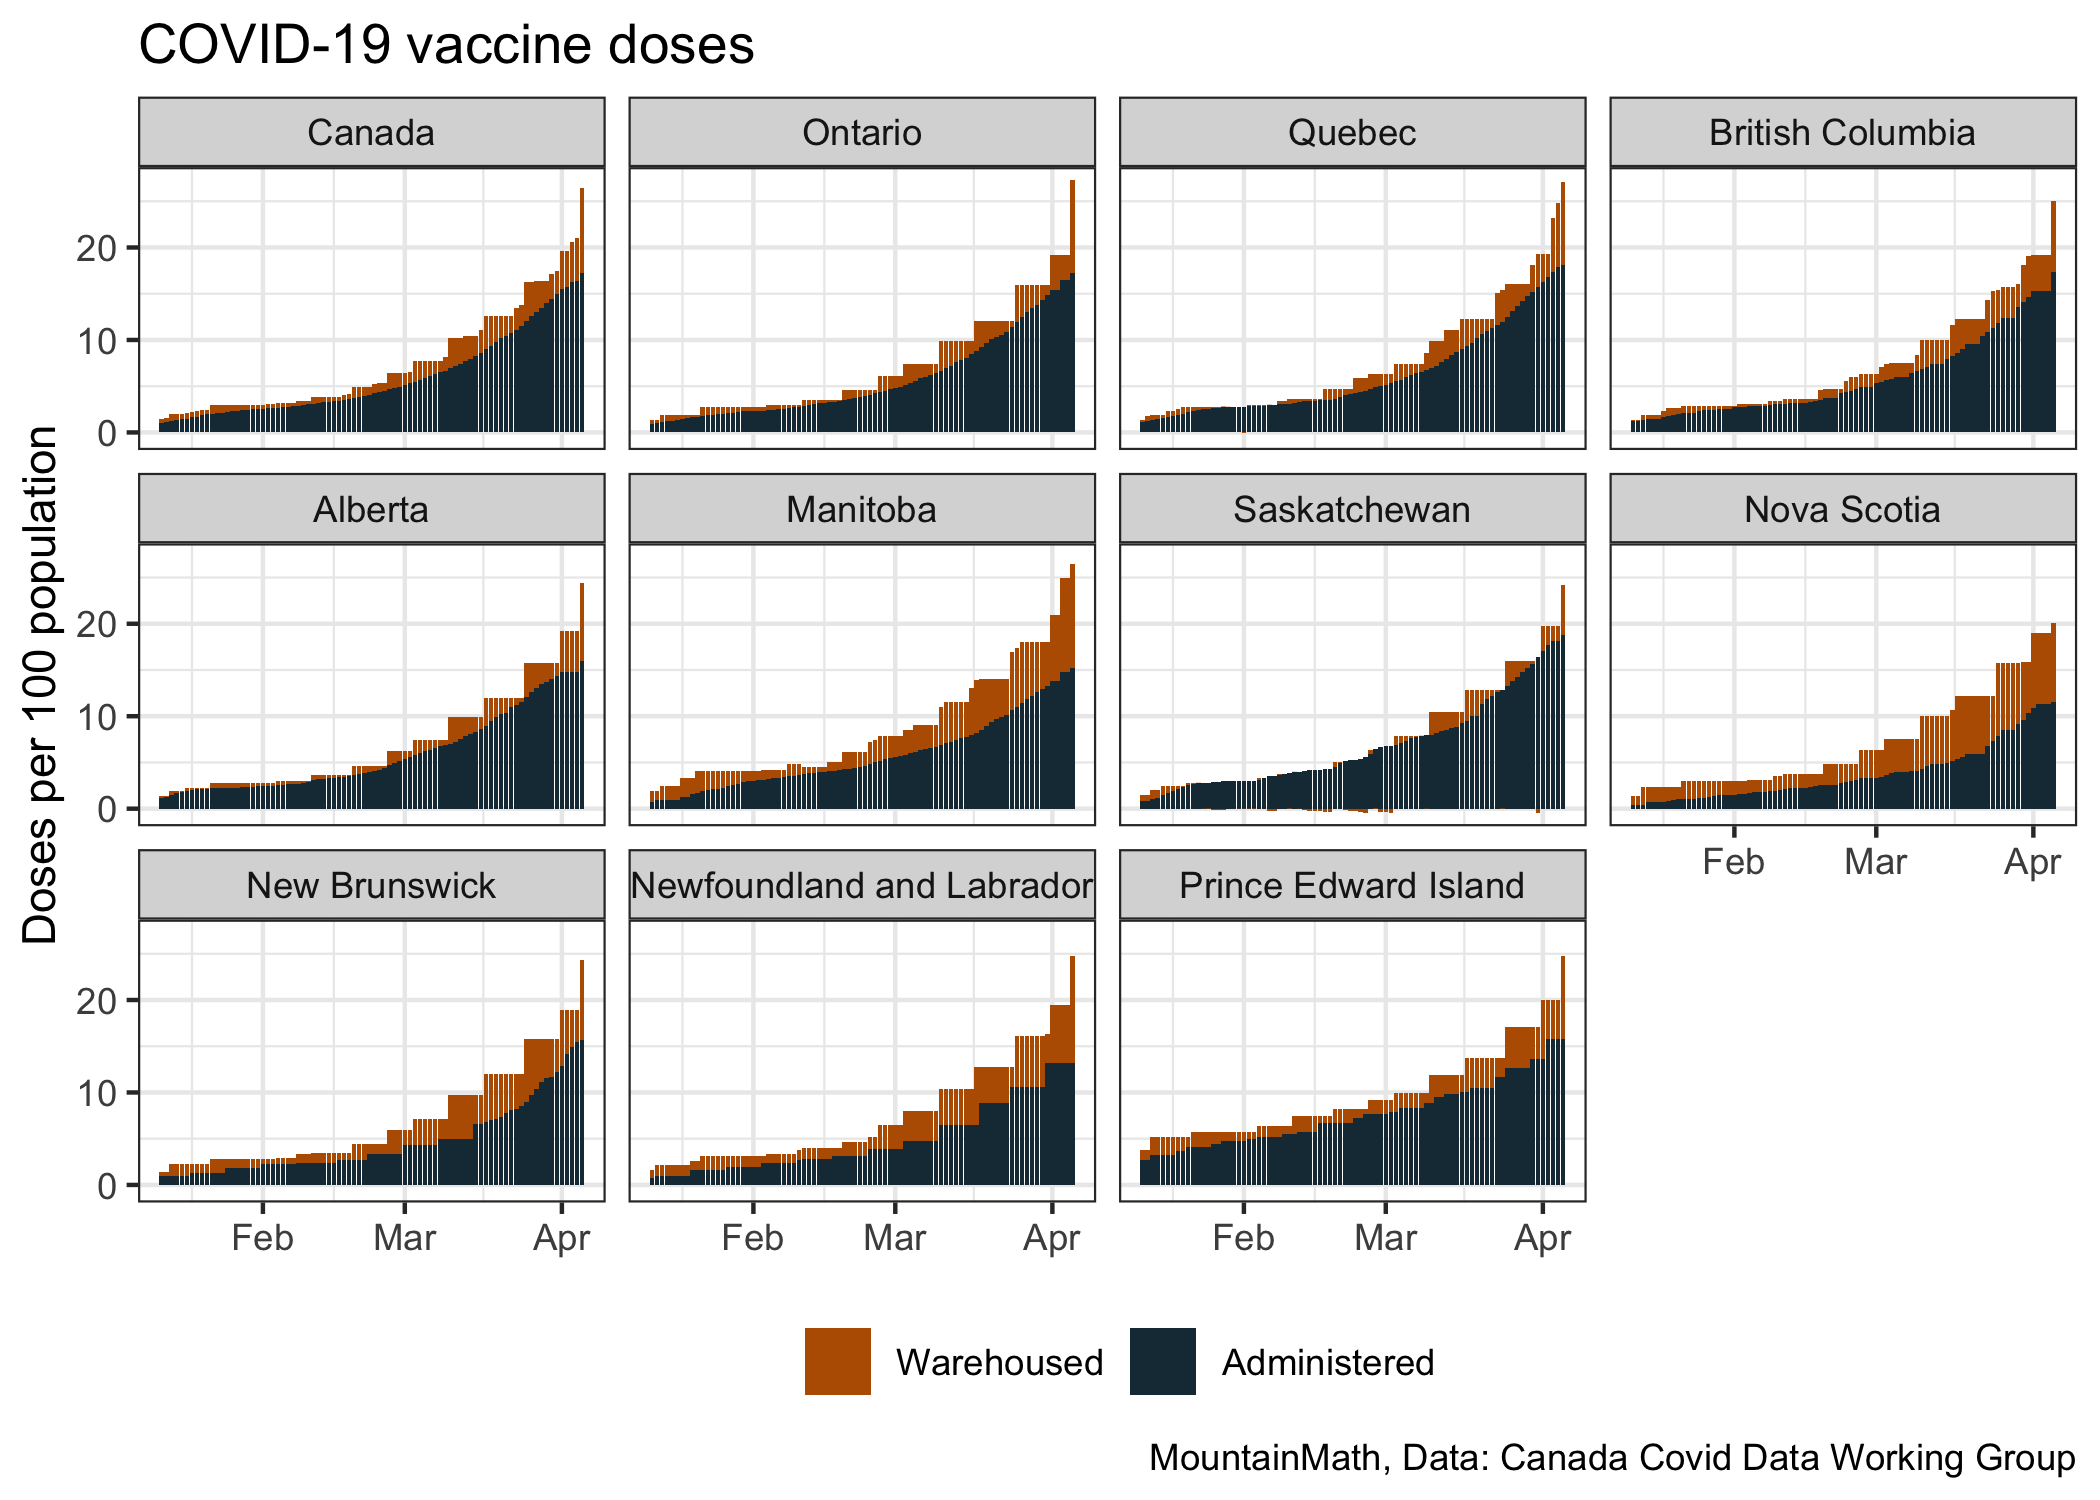 COVID-19 vaccine doses
Canada
Ontario
Quebec
British Columbia
20
10
0
Alberta
Manitoba
Saskatchewan
Nova Scotia
20
10
0
Feb Mar Apr
New Brunswick
Newfoundland and Labrador
Prince Edward Island
20
10
0
Feb Mar Apr
Feb Mar Apr
Feb Mar Apr
Doses per 100 population
Warehoused
Administered
MountainMath, Data: Canada Covid Data Working Group